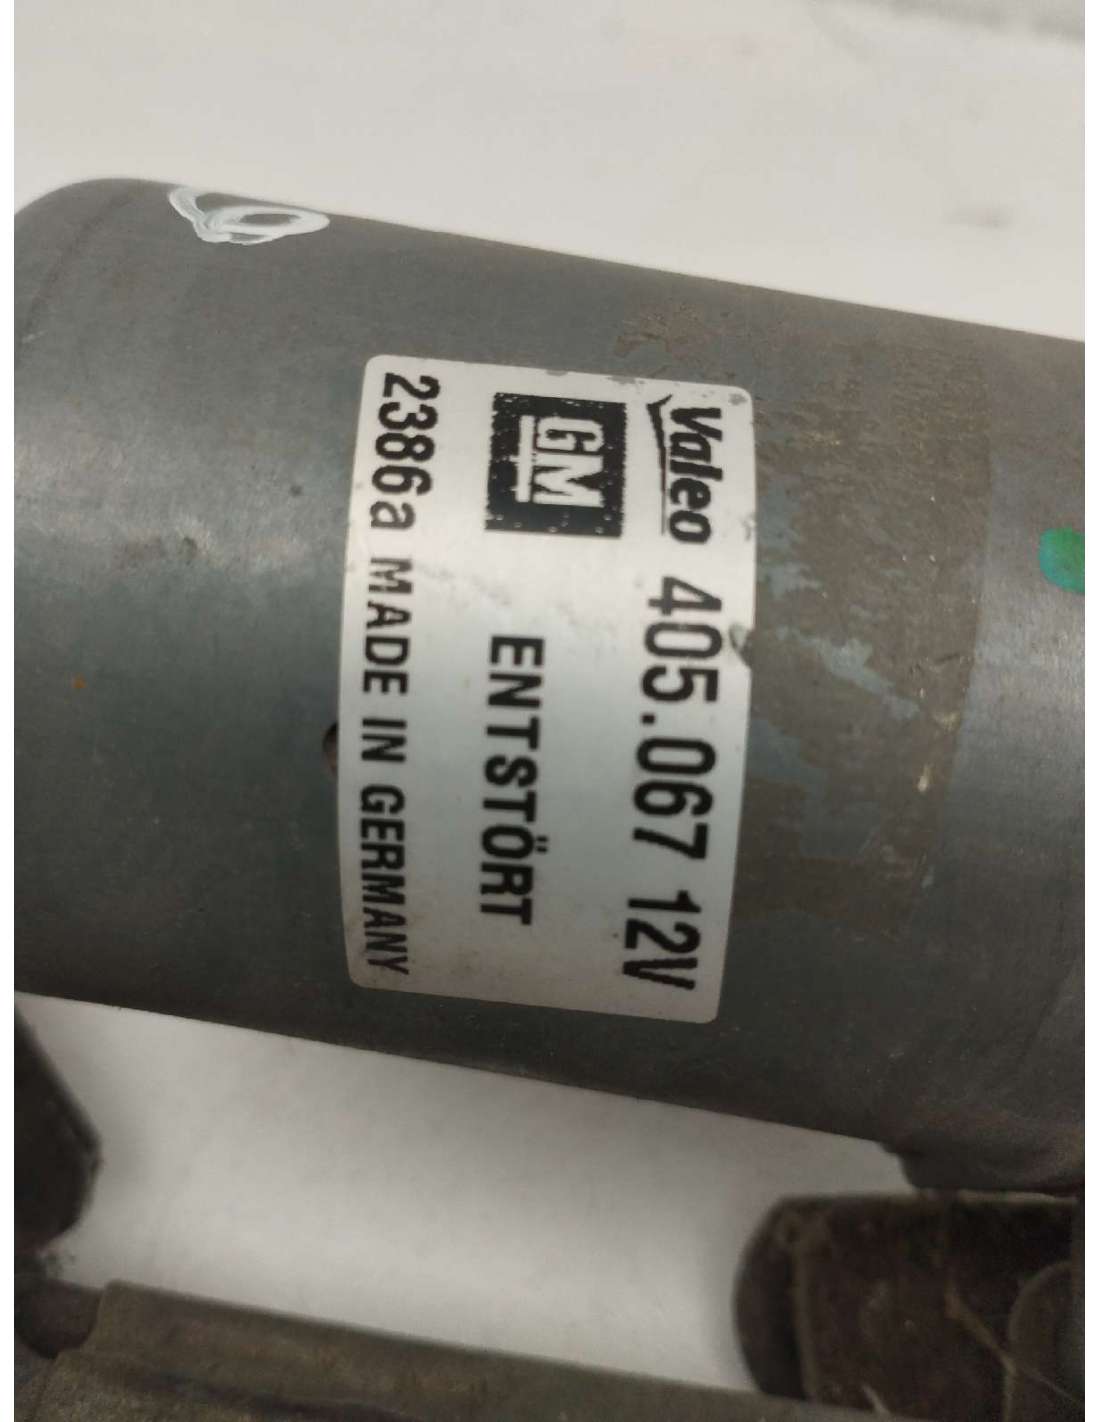 Valeo 405.067 12V
GM ENTSTÖRT
2386a MADE IN GERMANY